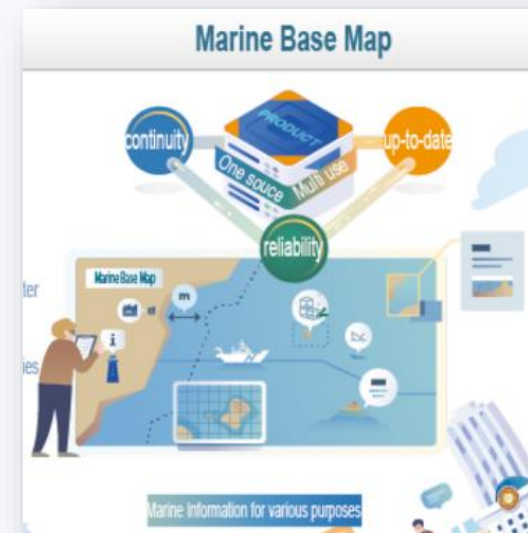 Marine Base Map
PRODUCT
continuity
up-to-date
One souce
Multi use
reliability
Marine Base Map
m
ter
i
ies
Marine Information for various purposes